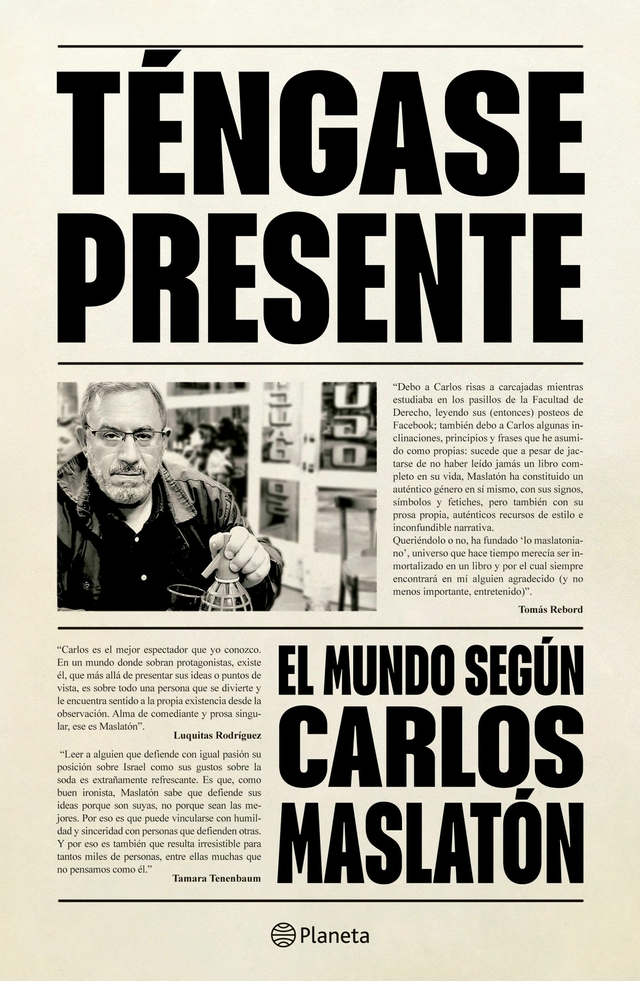 TÉNGASE
PRESENTE
“Debo a Carlos risas a carcajadas mientras
estudiaba en los pasillos de la Facultad de
Derecho, leyendo sus (entonces) posteos de
Facebook; también debo a Carlos algunas in-
clinaciones, principios y frases que he asumi-
do como propias: sucede que a pesar de jac-
tarse de no haber leído jamás un libro com-
pleto en su vida, Maslatón ha constituido un
auténtico género en sí mismo, con sus signos,
símbolos y fetiches, pero también con su
prosa propia, auténticos recursos de estilo e
inconfundible narrativa.
Queriéndolo o no, ha fundado ‘lo maslatonia-
no’, universo que hace tiempo merecía ser in-
mortalizado en un libro y por el cual siempre
encontrará en mí alguien agradecido (y no
menos importante, entretenido)”.
Tomás Rebord
“Carlos es el mejor espectador que yo conozco.
En un mundo donde sobran protagonistas, existe
él, que más allá de presentar sus ideas o puntos de
vista, es sobre todo una persona que se divierte y
le encuentra sentido a la propia existencia desde la
observación. Alma de comediante y prosa singu-
lar, ese es Maslatón”.
Luquitas Rodríguez
“Leer a alguien que defiende con igual pasión su
posición sobre Israel como sus gustos sobre la
soda es extrañamente refrescante. Es que, como
buen ironista, Maslatón sabe que defiende sus
ideas porque son suyas, no porque sean las me-
jores. Por eso es que puede vincularse con humil-
dad y sinceridad con personas que defienden otras.
Y por eso es también que resulta irresistible para
tantos miles de personas, entre ellas muchas que
no pensamos como él.”
Tamara Tenenbaum
EL MUNDO SEGÚN
CARLOS
MASLATÓN
Planeta